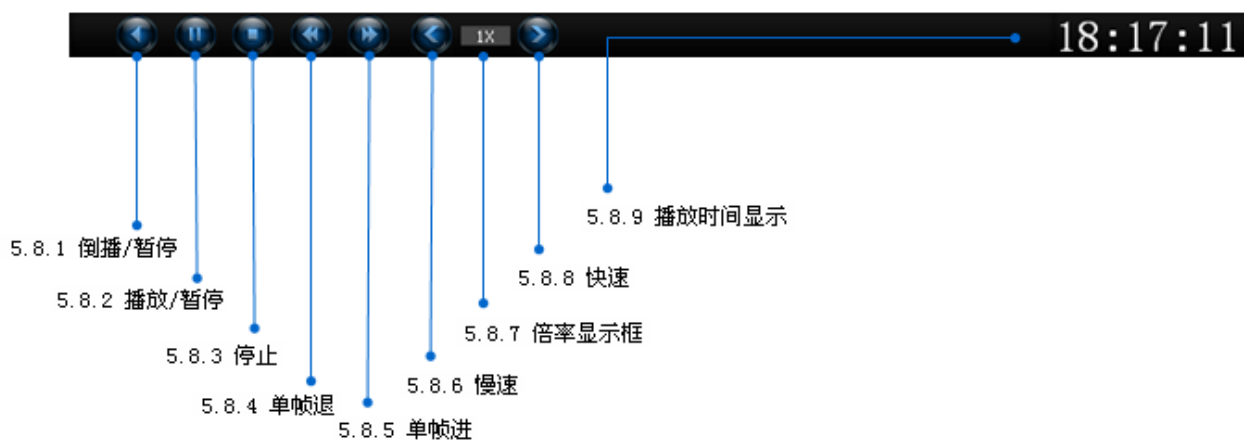 1X
18:17:11
5.8.9 播放时间显示
5.8.1 倒播/暂停
5.8.8 快速
5.8.2 播放/暂停
5.8.7 倍率显示框
5.8.3 停止
5.8.6 慢速
5.8.4 单帧退
5.8.5 单帧进